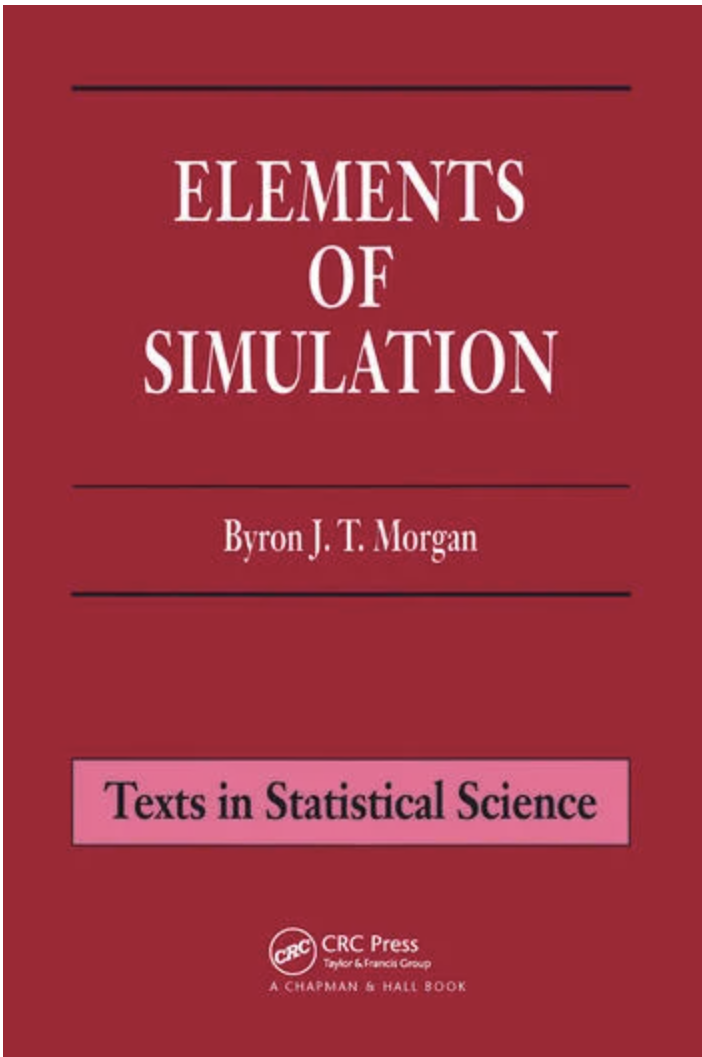 ELEMENTS
OF
SIMULATION
Byron J. T. Morgan
Texts in Statistical Science
CRC
CRC Press
Taylor & Francis Group
A CHAPMAN & HALL BOOK